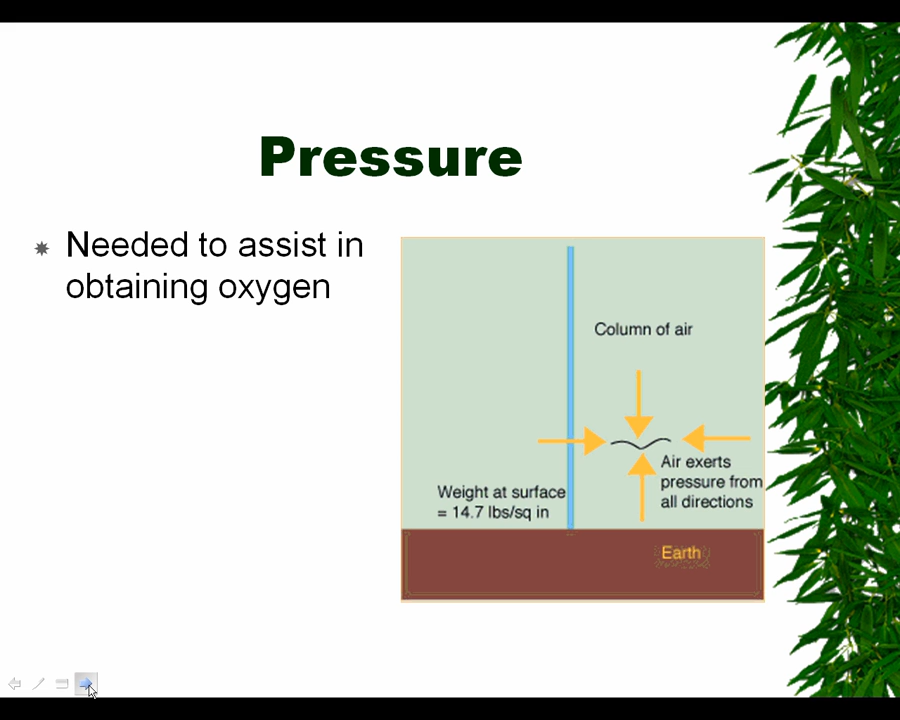 Pressure
Needed to assist in
obtaining oxygen
Column of air
Air exerts
pressure from
all directions
Weight at surface
= 14.7 lbs/sq in
Earth